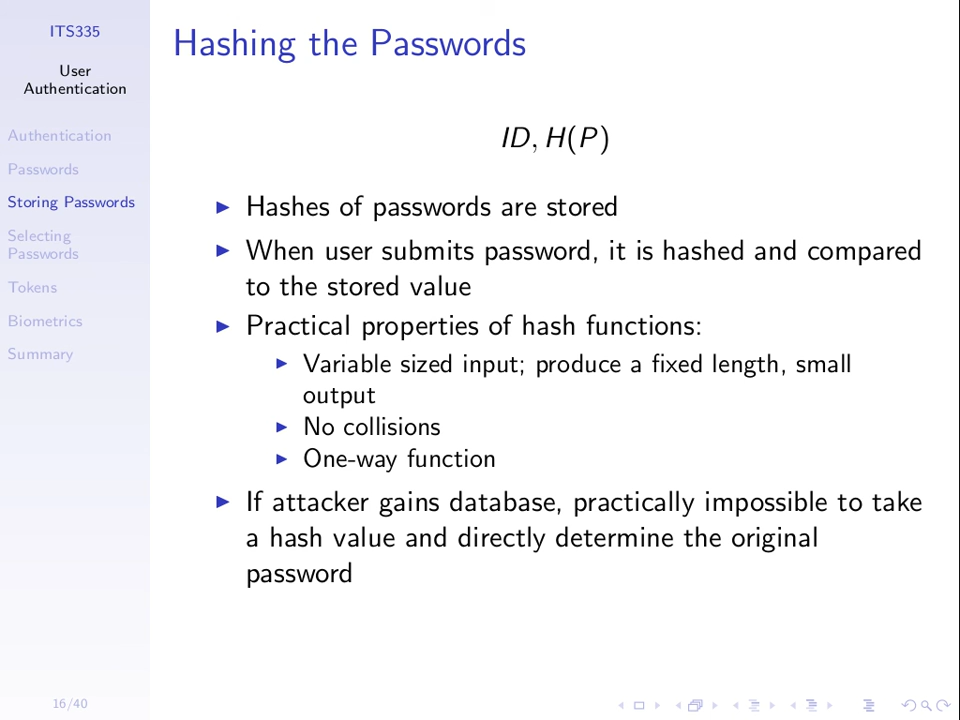 ITS335
User
Authentication
Authentication
Passwords
Storing Passwords
Selecting
Passwords
Tokens
Biometrics
Summary
16/40
Hashing the Passwords
ID, H(P)
Hashes of passwords are stored
When user submits password, it is hashed and compared
to the stored value
Practical properties of hash functions:
Variable sized input; produce a fixed length, small
output
No collisions
One-way function
If attacker gains database, practically impossible to take
a hash value and directly determine the original
password